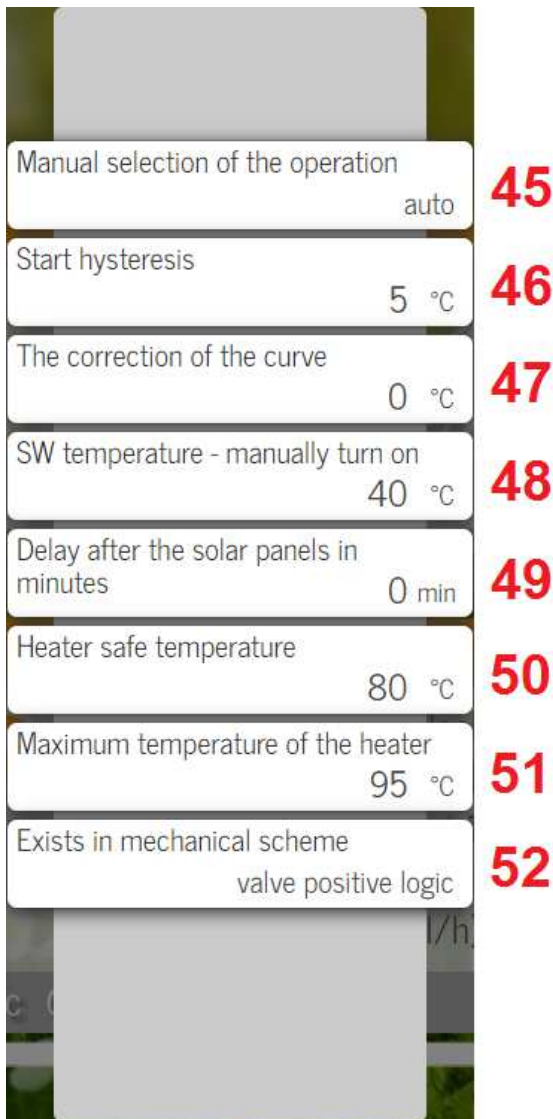 Manual selection of the operation
auto
45
Start hysteresis
5 °C
46
The correction of the curve
0 °C
47
SW temperature - manually turn on
40 °C
48
Delay after the solar panels in
minutes
0 min
49
Heater safe temperature
80 °C
50
Maximum temperature of the heater
95 °C
51
Exists in mechanical scheme
valve positive logic
52
l/h)
c